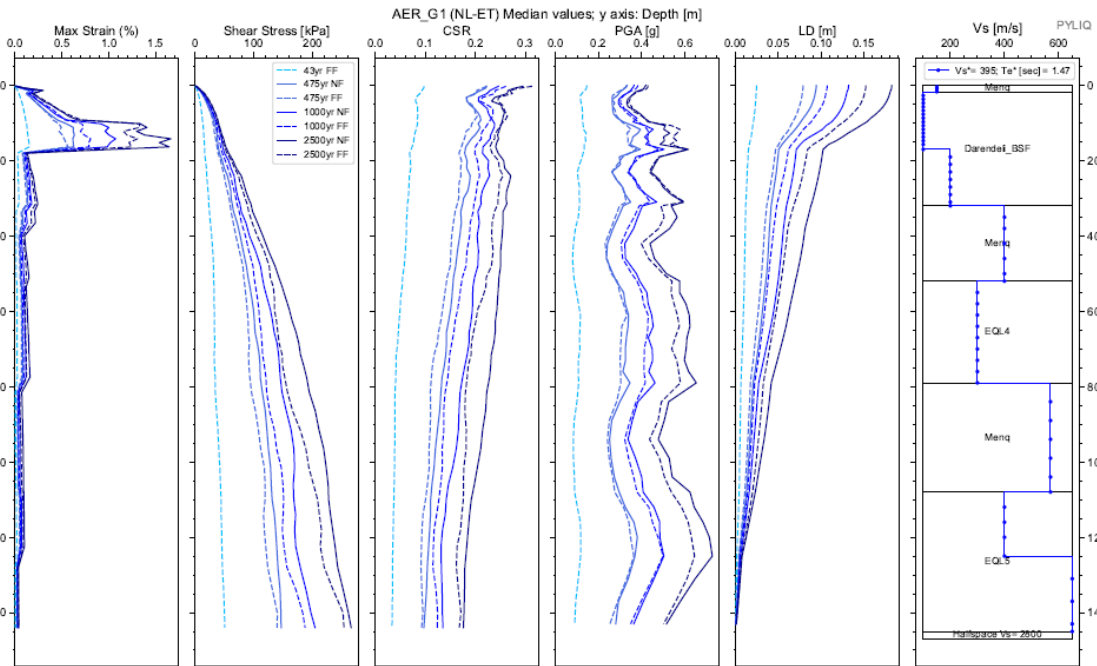 AER_G1 (NL-ET) Median values; y axis: Depth [m]
PYLIQ
Max Strain (%)
Shear Stress [kPa]
CSR
PGA [g]
LD [m]
Vs [m/s]
0.0 0.5 1.0 1.5
0 100 200
0.0 0.1 0.2 0.3
0.0 0.2 0.4 0.6
0.00 0.05 0.10 0.15
200 400 600
43yr FF
475yr NF
475yr FF
1000yr NF
1000yr FF
2500yr NF
2500yr FF
Vs*= 395; Te* [sec] = 1.47
Menq
Darendeli_BSF
Menq
EQL4
Menq
EQL5
Halfspace Vs= 2800
0
20
40
60
80